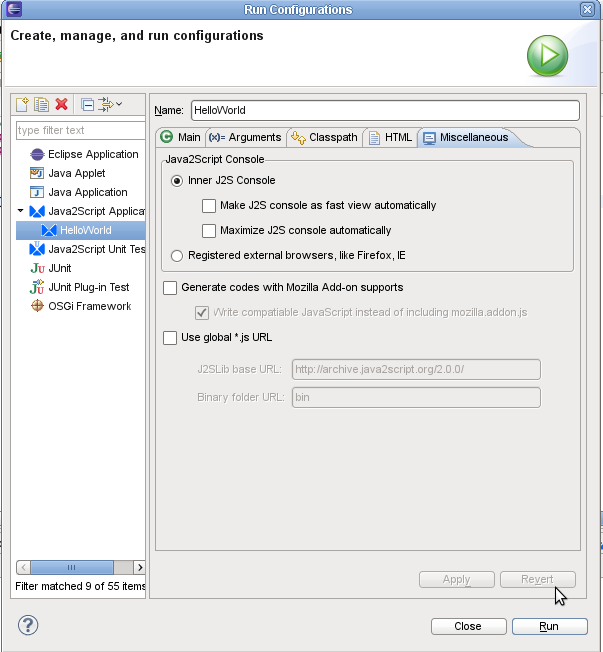 Run Configurations
Create, manage, and run configurations
type filter text
Eclipse Application
Java Applet
Java Application
Java2Script Applica
HelloWorld
Java2Script Unit Tes
JUnit
JUnit Plug-in Test
OSGi Framework
Filter matched 9 of 55 items
Name: HelloWorld
Main (x)= Arguments Classpath HTML Miscellaneous
Java2Script Console
Inner J2S Console
Make J2S console as fast view automatically
Maximize J2S console automatically
Registered external browsers, like Firefox, IE
Generate codes with Mozilla Add-on supports
Write compatiable JavaScript instead of including mozilla.addon.js
Use global *.js URL
J2SLib base URL: http://archive.java2script.org/2.0.0/
Binary folder URL: bin
Apply Revert
? Close Run